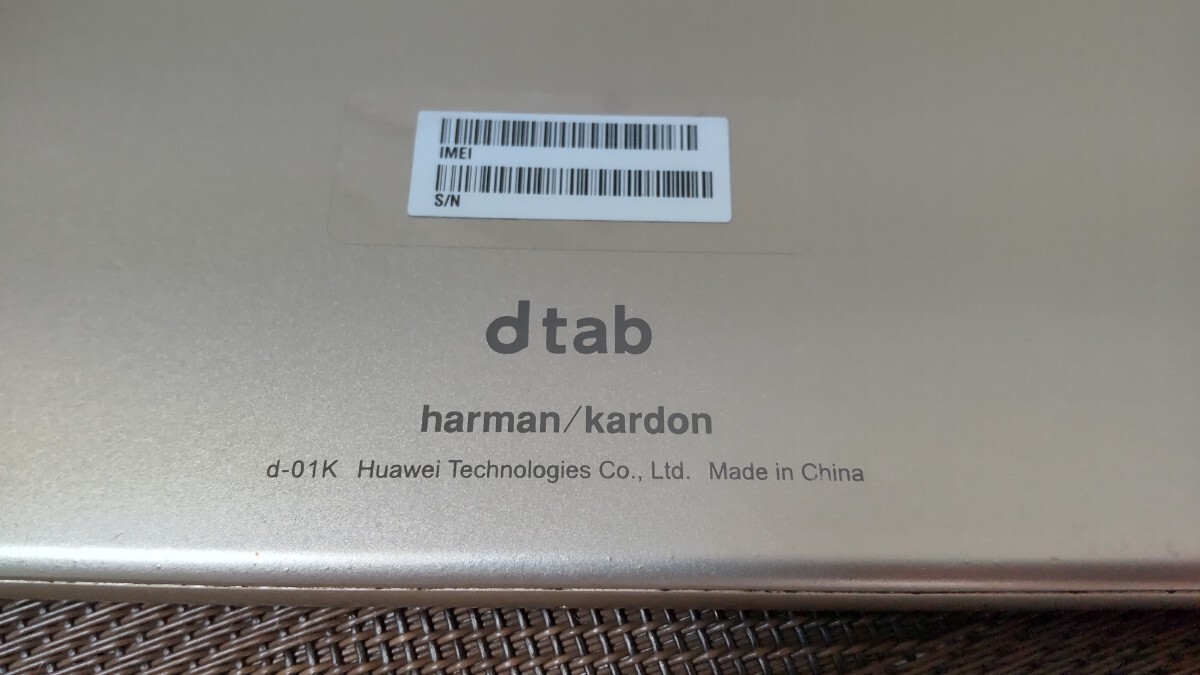 IMEI
S/N
dtab
harman/kardon
d-01K Huawei Technologies Co., Ltd. Made in China